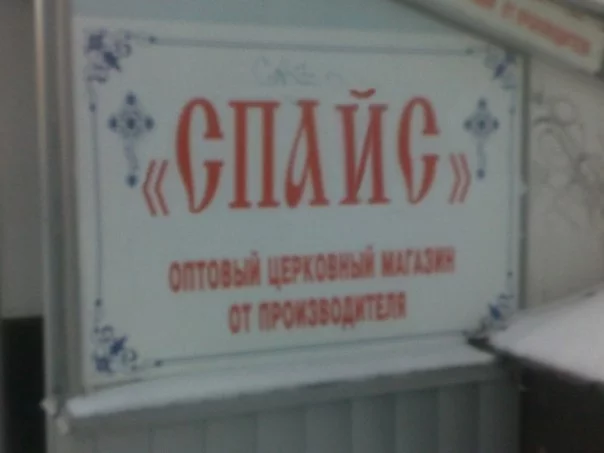 «СПАЙС»
ОПТОВЫЙ ЦЕРКОВНЫЙ МАГАЗИН
ОТ ПРОИЗВОДИТЕЛЯ